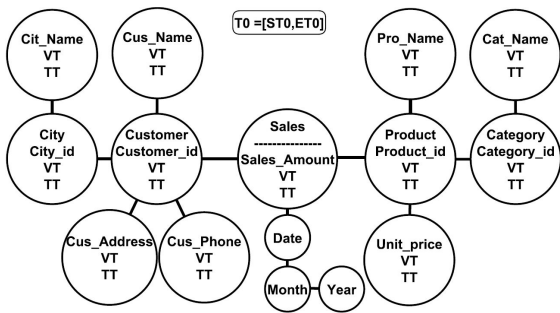 T0 =[ST0,ET0]
Cit_Name
VT
TT
Cus_Name
VT
TT
Pro_Name
VT
TT
Cat_Name
VT
TT
City
City_id
VT
TT
Customer
Customer_id
VT
TT
Sales
---------------
Sales_Amount
VT
TT
Product
Product_id
VT
TT
Category
Category_id
VT
TT
Cus_Address
VT
TT
Cus_Phone
VT
TT
Date
Month
Year
Unit_price
VT
TT